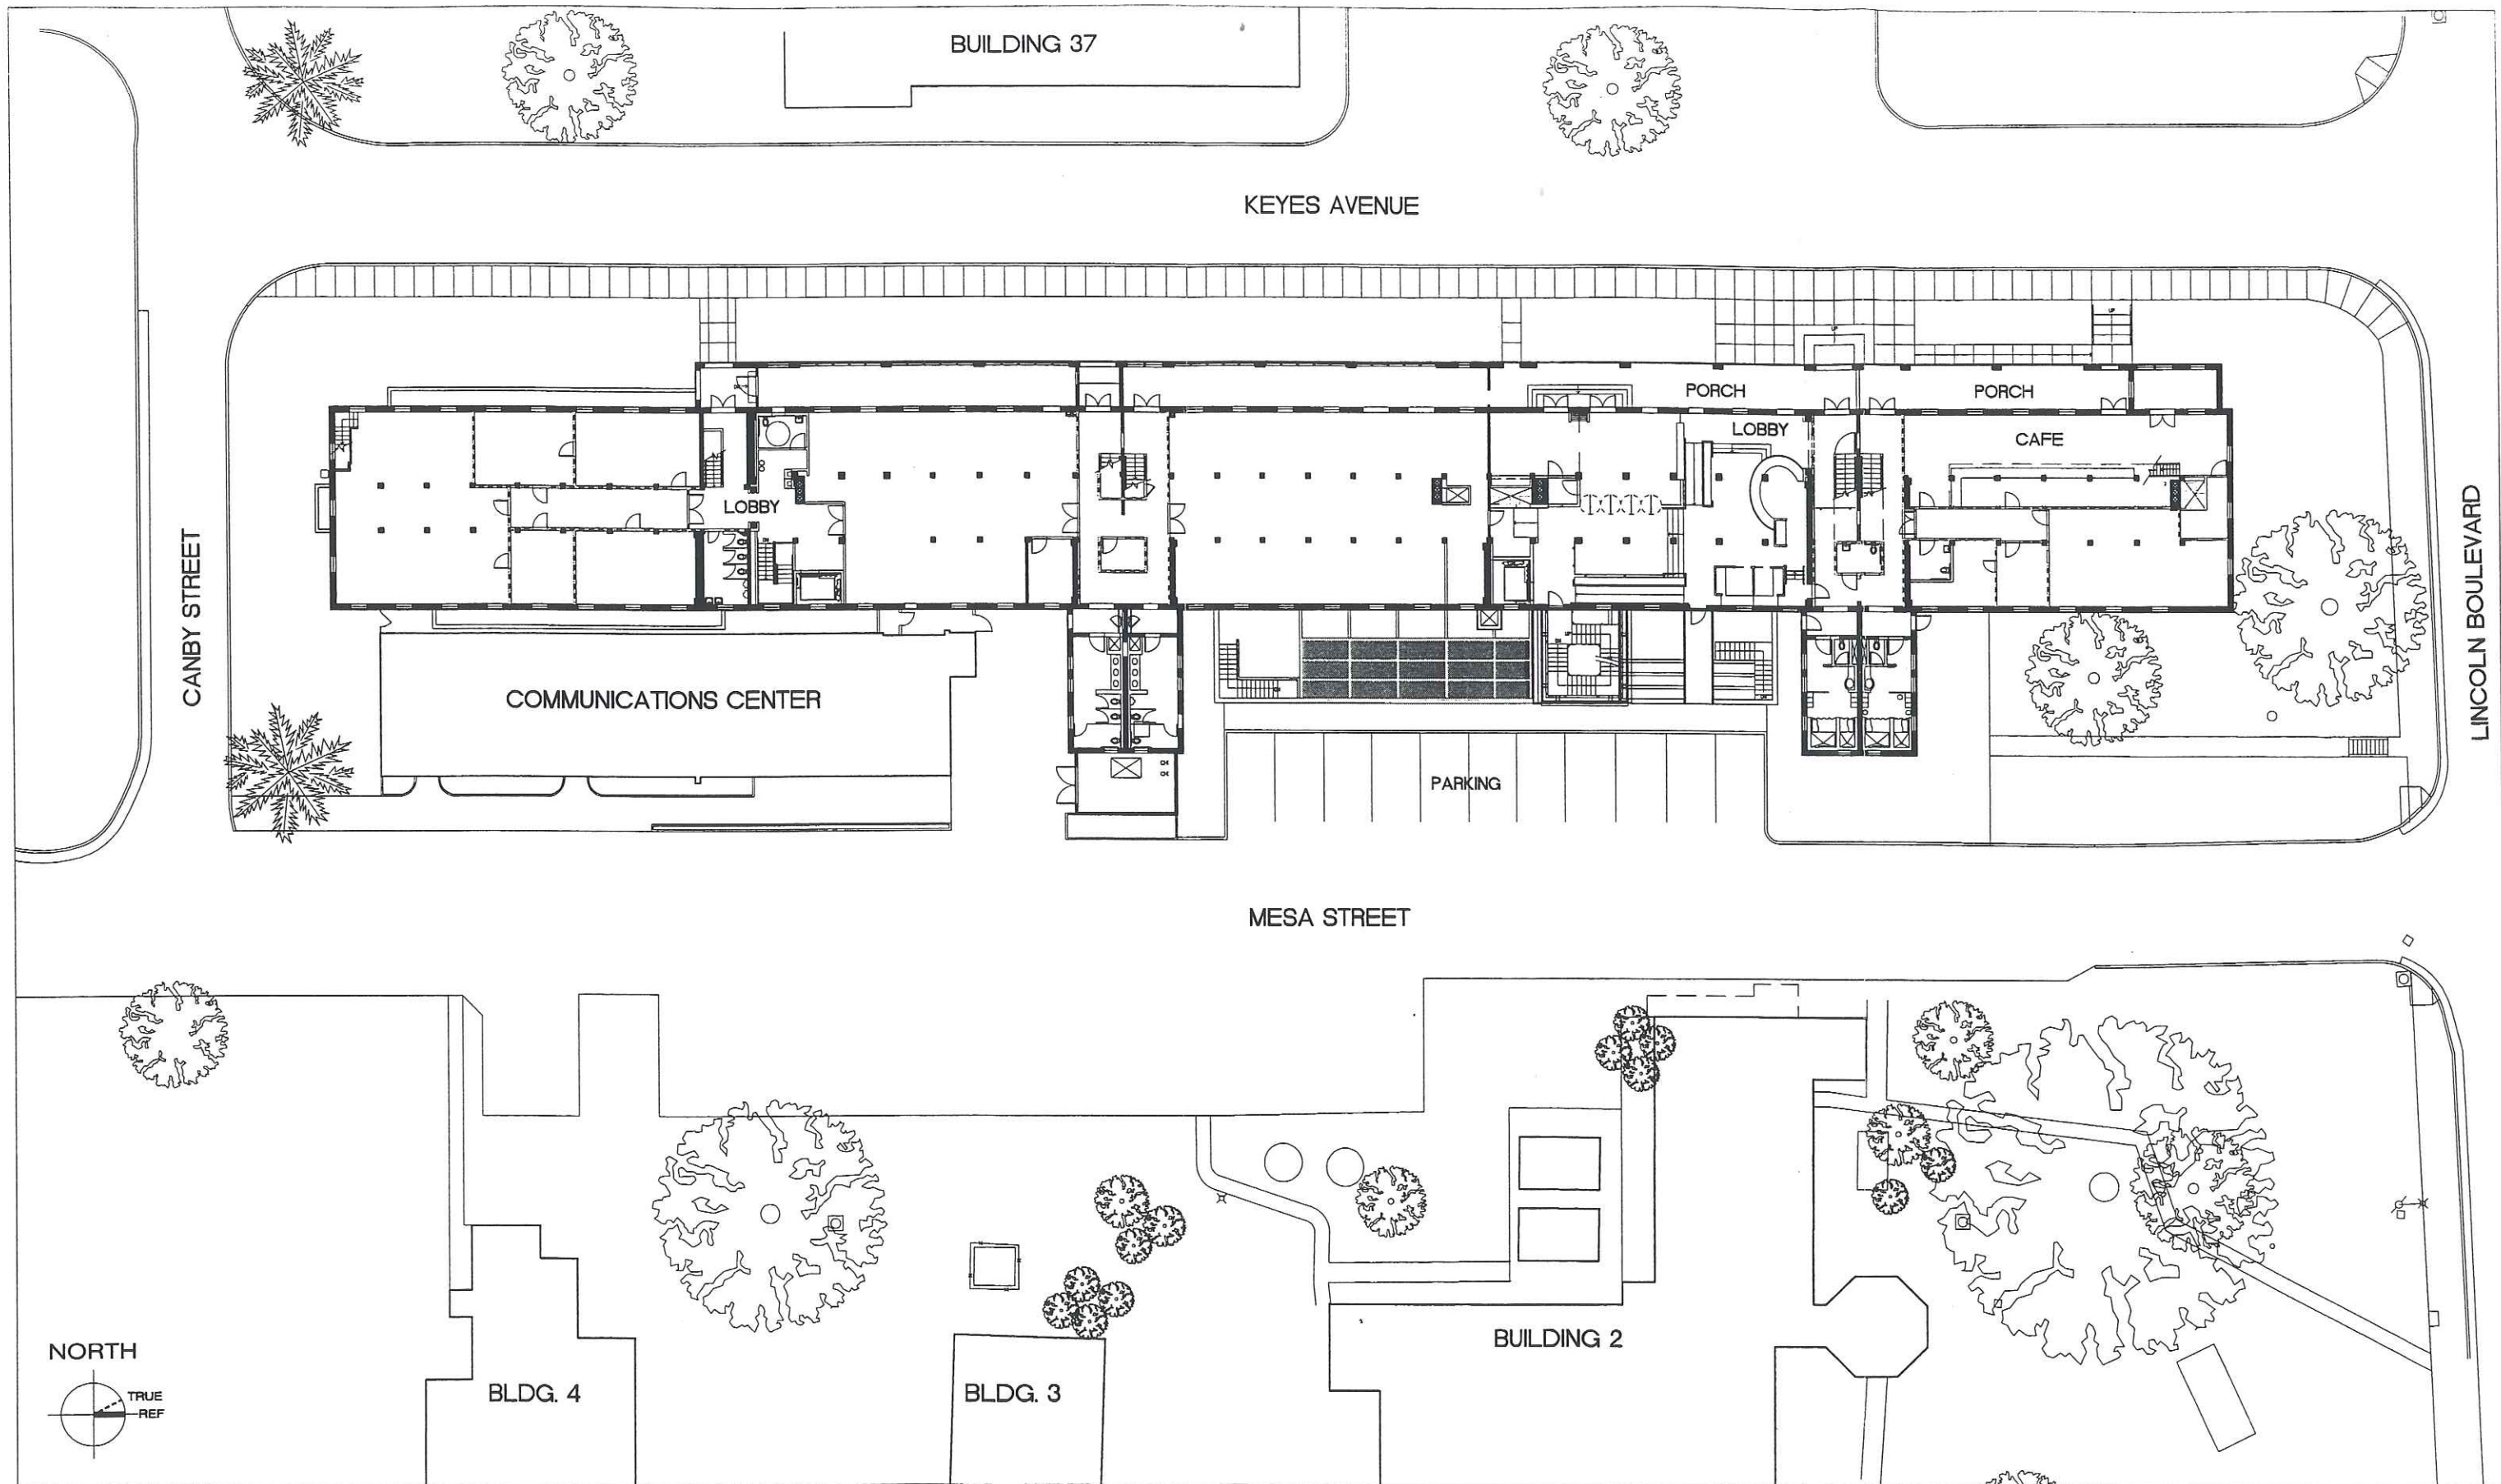 BUILDING 37
KEYES AVENUE
PORCH
PORCH
LOBBY
CAFE
LOBBY
CANBY STREET
LINCOLN BOULEVARD
COMMUNICATIONS CENTER
PARKING
MESA STREET
BUILDING 2
NORTH
TRUE
REF
BLDG. 4
BLDG. 3